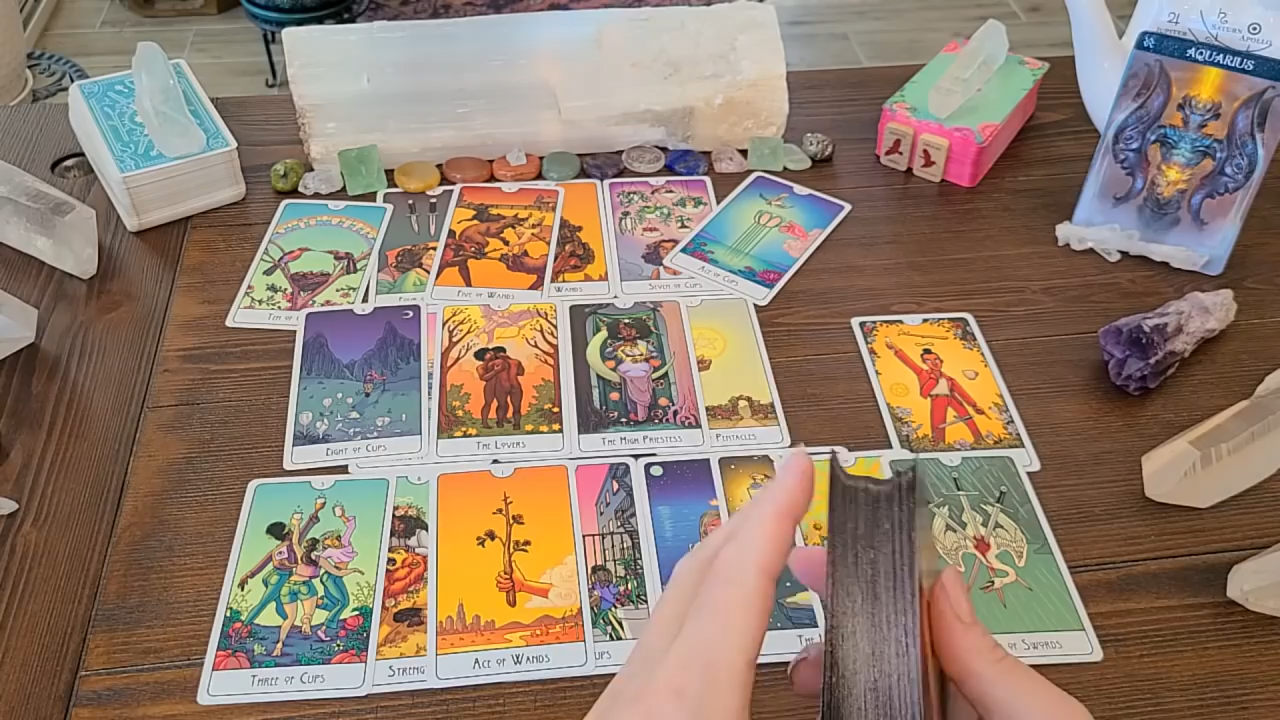 JUPITER
SATURN
APOLLO
AQUARIUS
TEN OF
FIVE OF WANDS
WANDS
SEVEN OF CUPS
ACE OF CUPS
EIGHT OF CUPS
THE LOVERS
THE HIGH PRIESTESS
PENTACLES
THREE OF CUPS
STRENG
ACE OF WANDS
UPS
THE
OF SWORDS